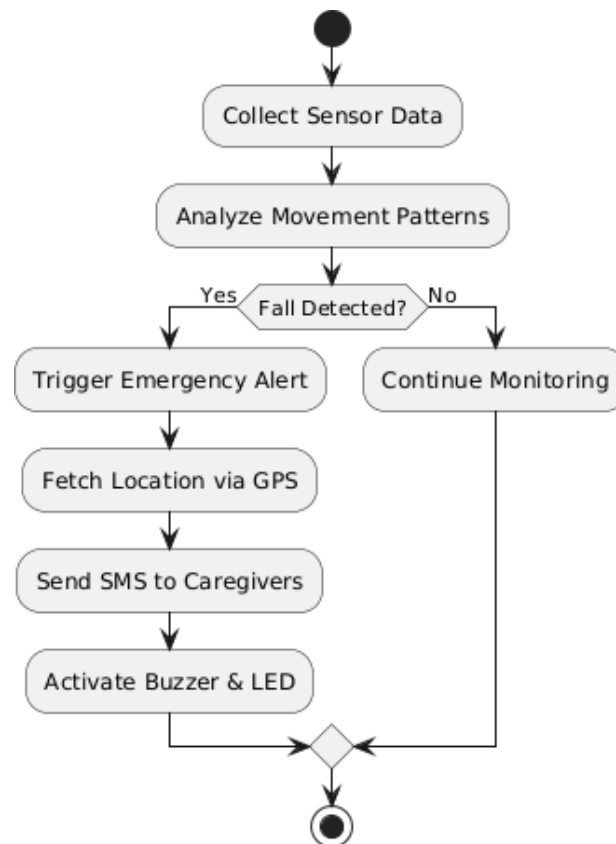 Collect Sensor Data
Analyze Movement Patterns
Yes
Fall Detected?
No
Trigger Emergency Alert
Continue Monitoring
Fetch Location via GPS
Send SMS to Caregivers
Activate Buzzer & LED